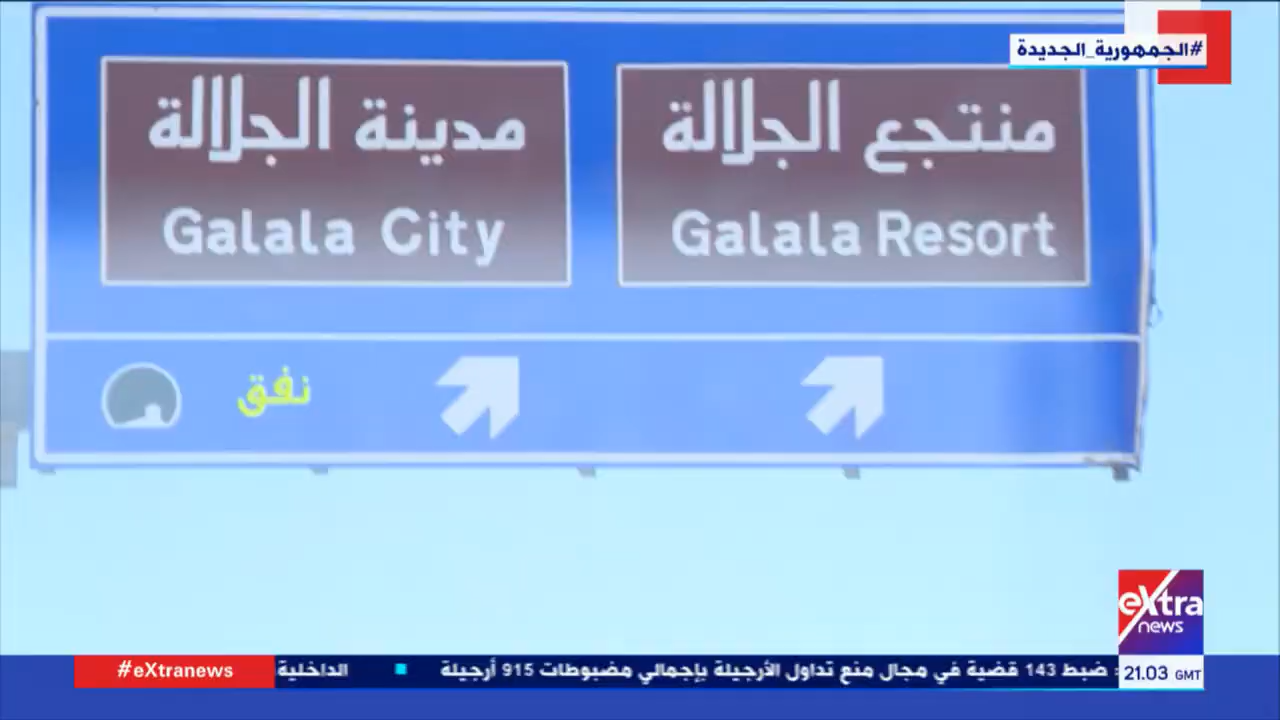 #الجمهورية_الجديدة
منتجع الجلالة
Galala Resort
مدينة الجلالة
Galala City
نفق
eXtra
news
21.03 GMT
: ضبط 143 قضية في مجال منع تداول الأرجيلة بإجمالي مضبوطات 915 أرجيلة ■ الداخلية
#eXtranews